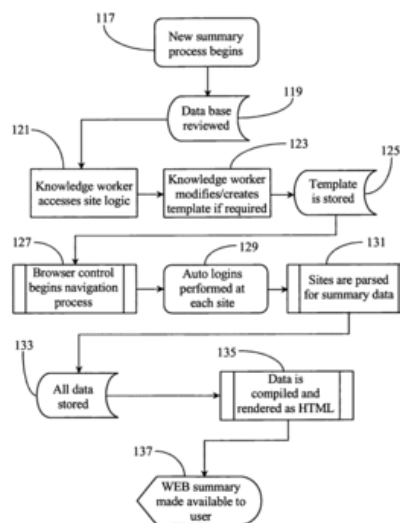 117
New summary
process begins
119
Data base
reviewed
121
Knowledge worker
accesses site logic
123
Knowledge worker
modifies/creates
template if required
125
Template
is stored
127
Browser control
begins navigation
process
129
Auto logins
performed at
each site
131
Sites are parsed
for summary data
133
All data
stored
135
Data is
compiled and
rendered as HTML
137
WEB summary
made available to
user